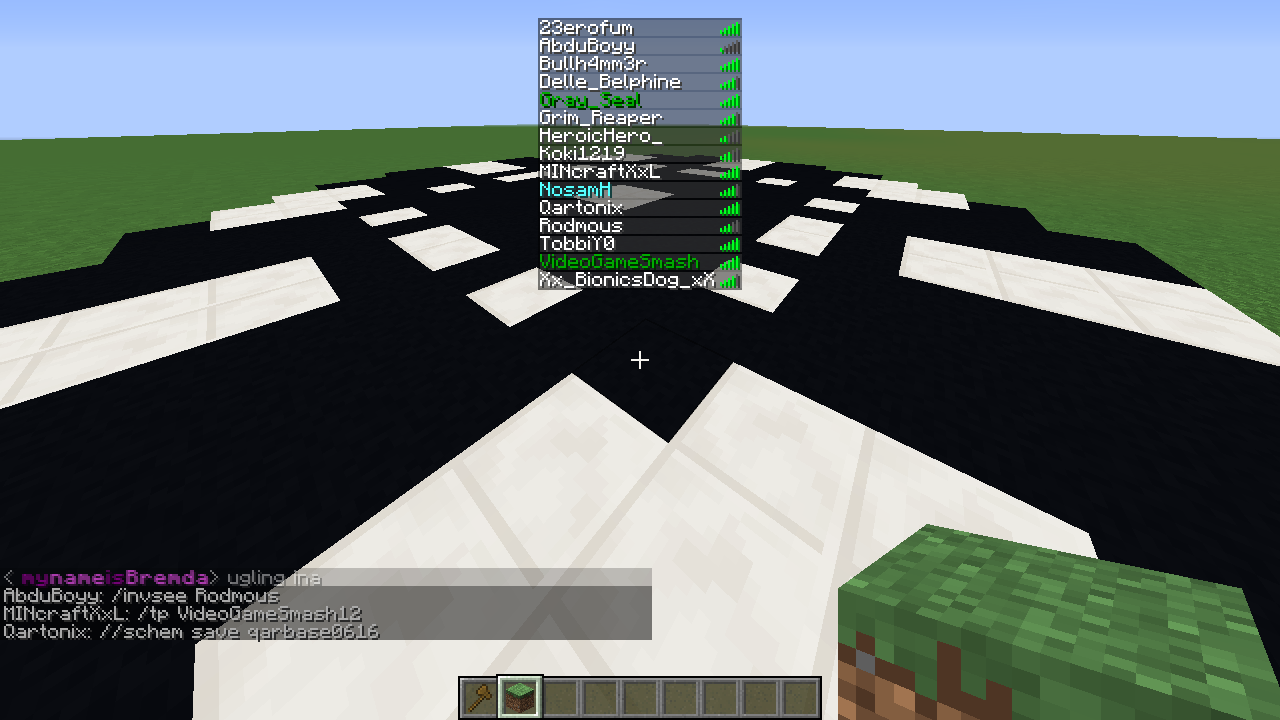 23erofum
AbduBoyy
Bullh4mm3r
Delle_Belphine
Gray_Seal
Grim_Reaper
HeroicHero_
Koki1219
MINcraftXxL
NosamH
Qartonix
Rodmous
TobbiY0
VideoGameSmash
Xx_BionicsDog_xX
< mynameisBremda> ugling ina
AbduBoyy: /invsee Rodmous
MINcraftXxL: /tp VideoGameSmash12
Qartonix: //schem save qarbase0616